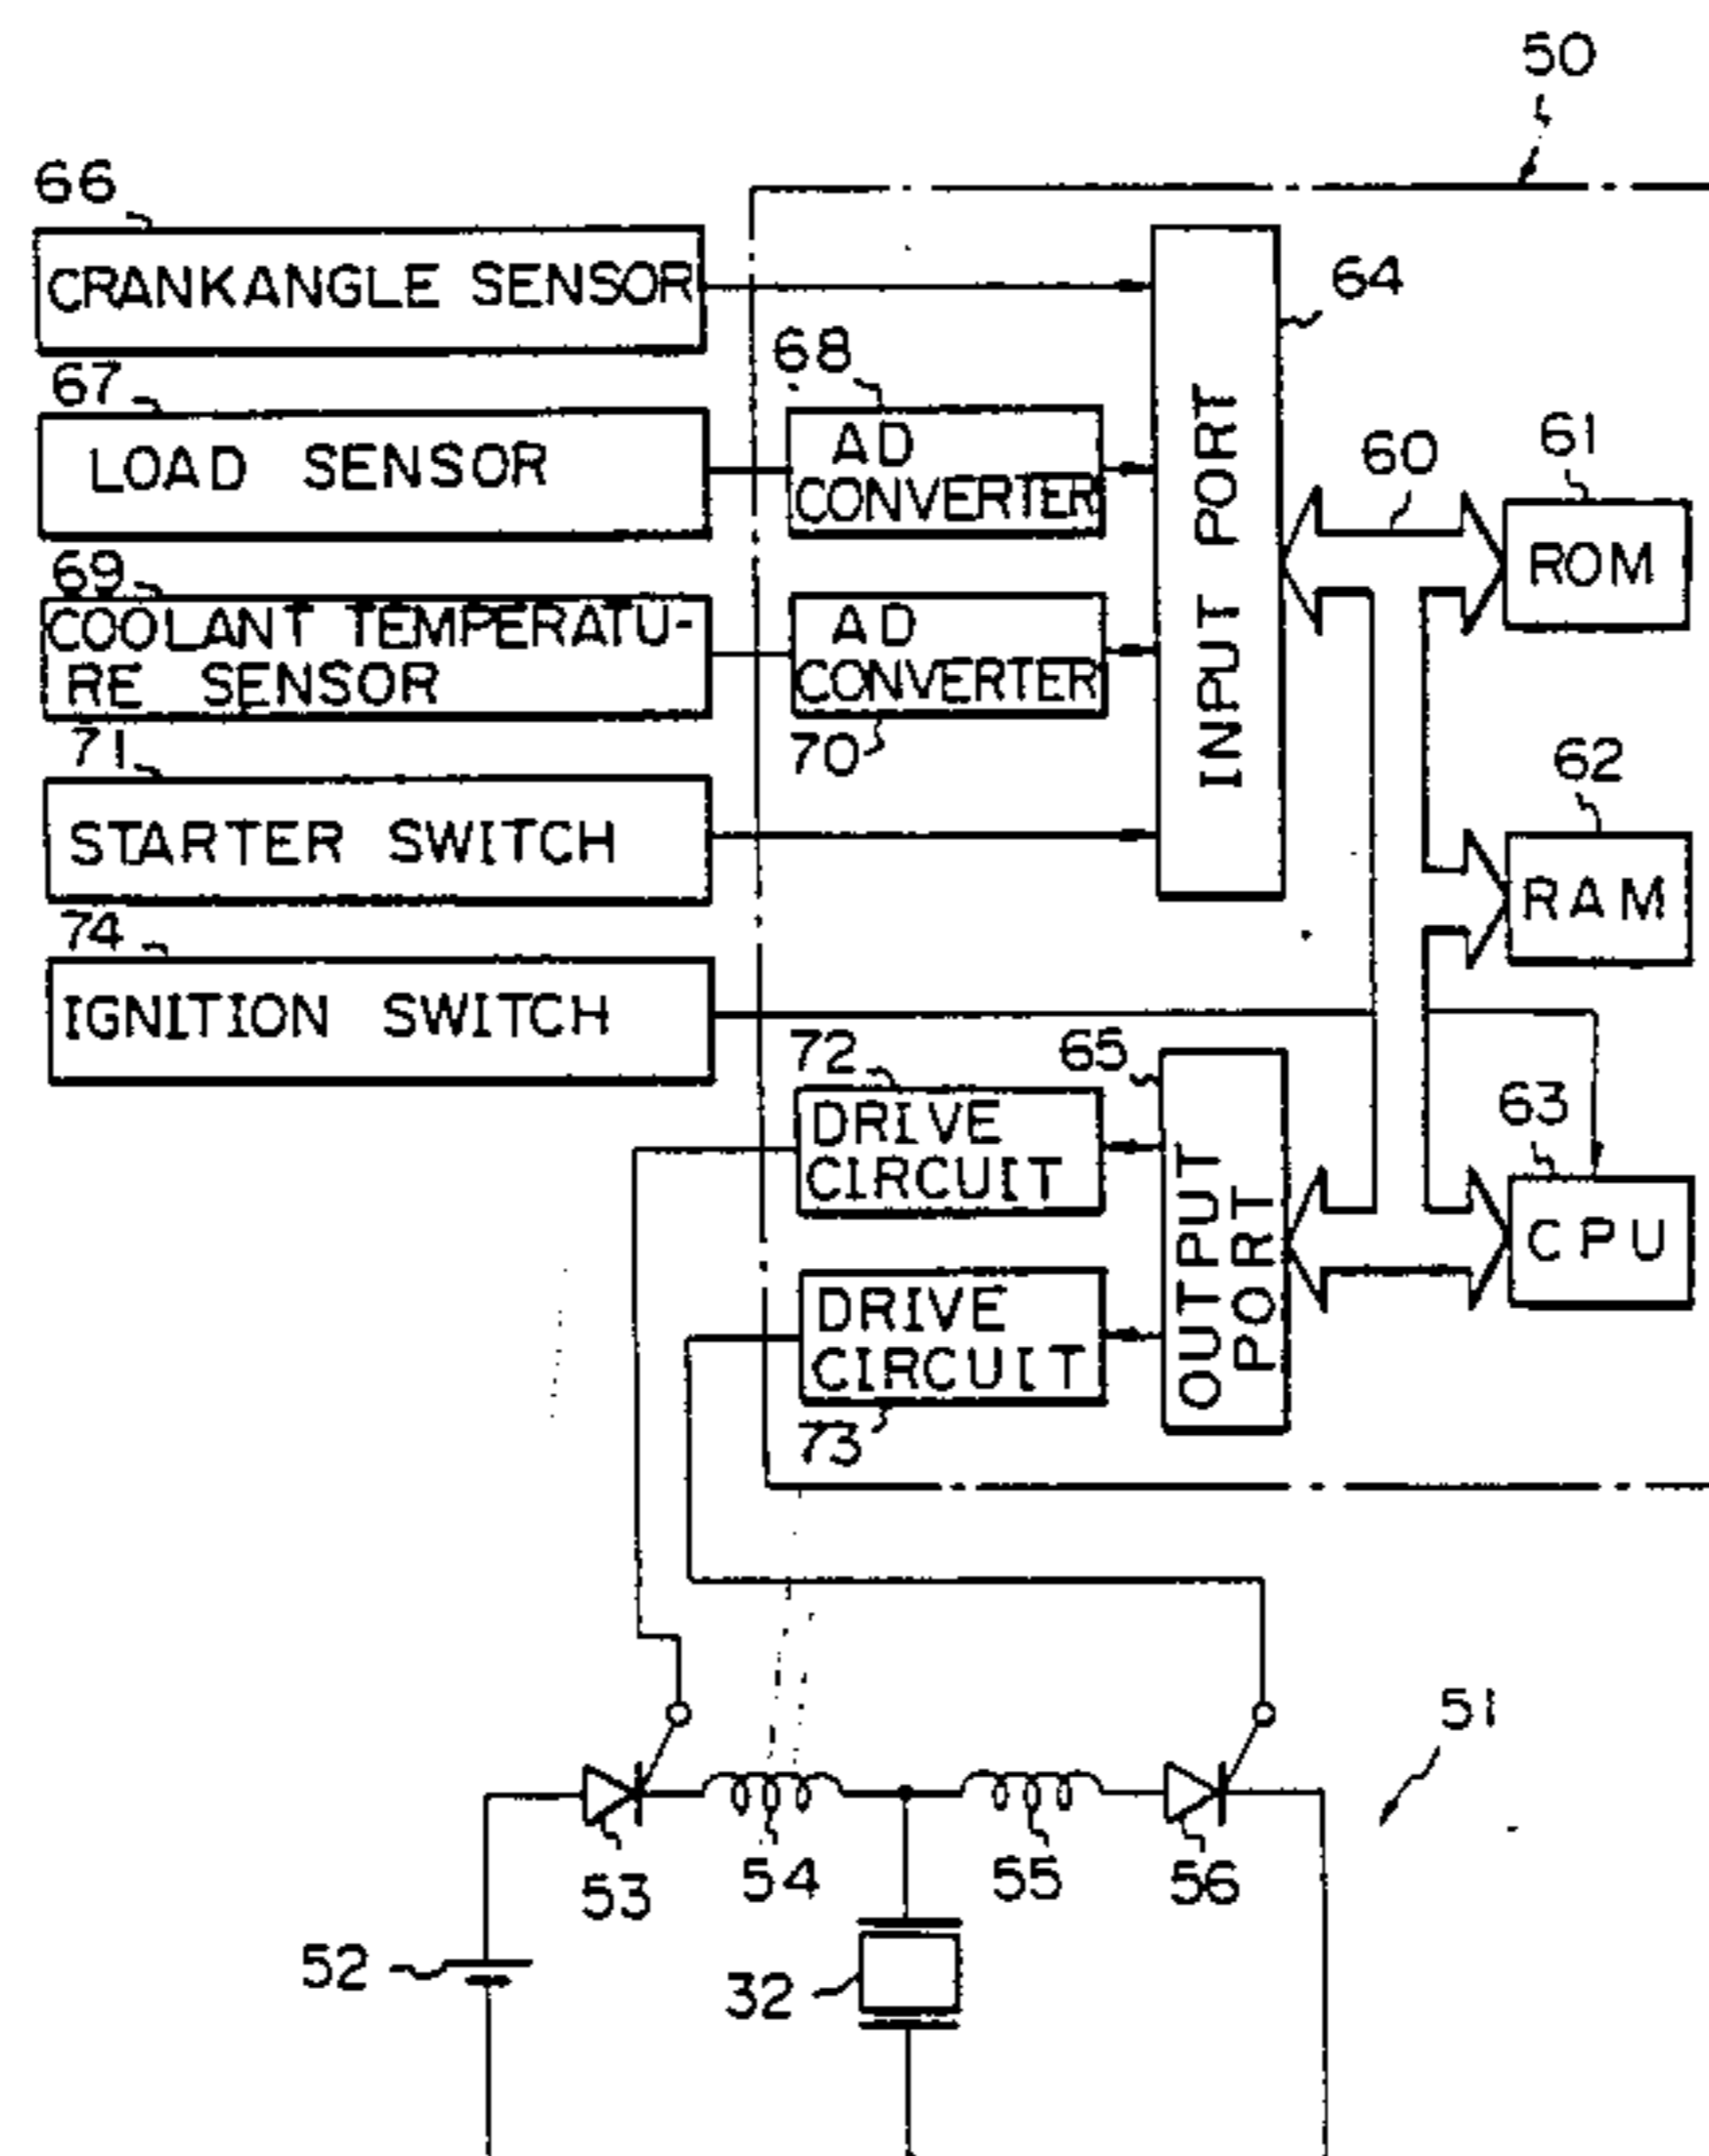 50
66
CRANKANGLE SENSOR
64
67
LOAD SENSOR
68
AD
CONVERTER
INPUT PORT
60
61
ROM
69
COOLANT TEMPERATU-
RE SENSOR
AD
CONVERTER
70
71
STARTER SWITCH
62
RAM
74
IGNITION SWITCH
72
DRIVE
CIRCUIT
65
OUTPUT
PORT
63
CPU
DRIVE
CIRCUIT
73
51
53
54
55
56
52
32